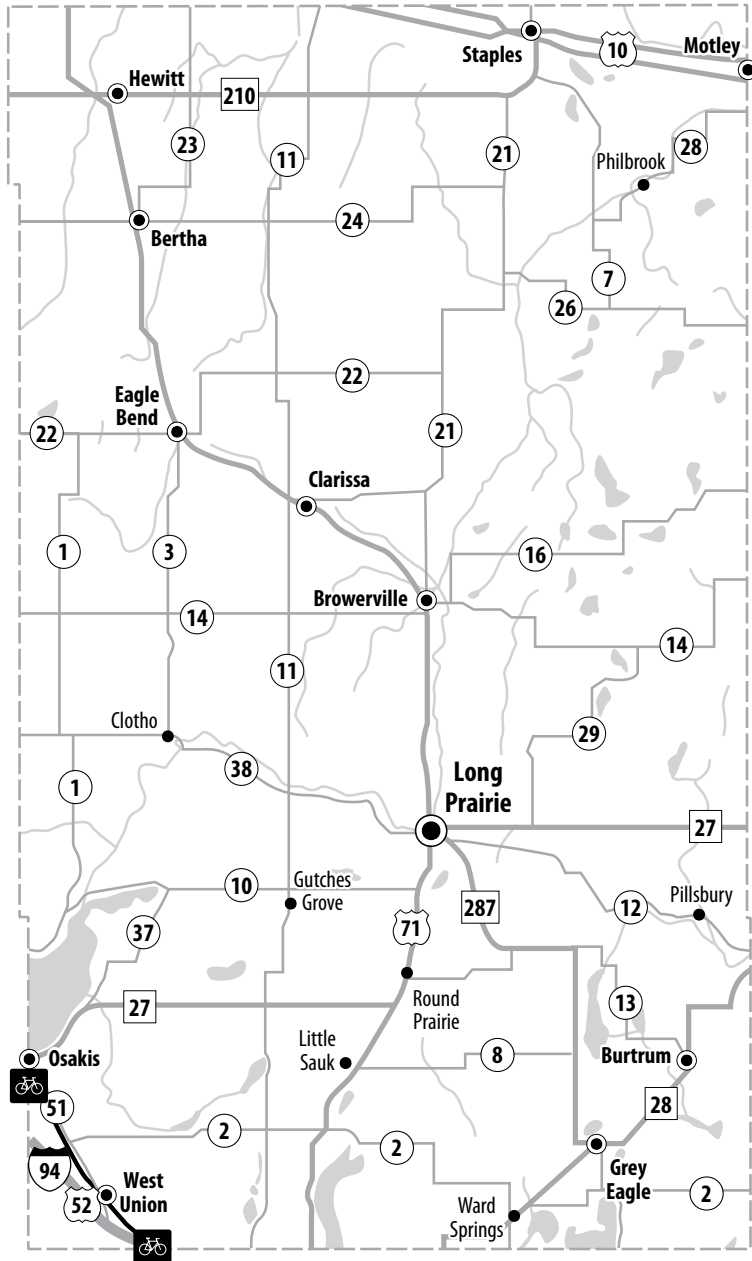 Staples
10
Motley
Hewitt
210
23
11
21
Philbrook
28
24
Bertha
7
26
22
Eagle
Bend
22
21
Clarissa
1
3
16
Browerville
14
11
14
Clotho
29
1
38
Long
Prairie
27
10
Gutches
Grove
287
Pillsbury
12
37
71
27
Round
Prairie
13
Osakis
Little
Sauk
8
Burtrum
51
2
28
2
94
West
Union
52
Grey
Eagle
2
Ward
Springs